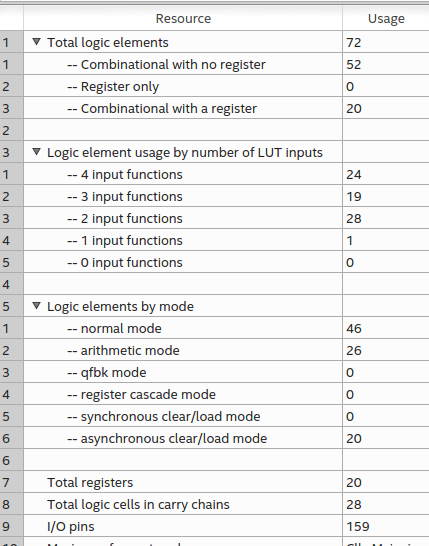 Resource Usage
1 Total logic elements 72
1 -- Combinational with no register 52
2 -- Register only 0
3 -- Combinational with a register 20
2
3 Logic element usage by number of LUT inputs
1 -- 4 input functions 24
2 -- 3 input functions 19
3 -- 2 input functions 28
4 -- 1 input functions 1
5 -- 0 input functions 0
4
5 Logic elements by mode
1 -- normal mode 46
2 -- arithmetic mode 26
3 -- qfbk mode 0
4 -- register cascade mode 0
5 -- synchronous clear/load mode 0
6 -- asynchronous clear/load mode 20
6
7 Total registers 20
8 Total logic cells in carry chains 28
9 I/O pins 159